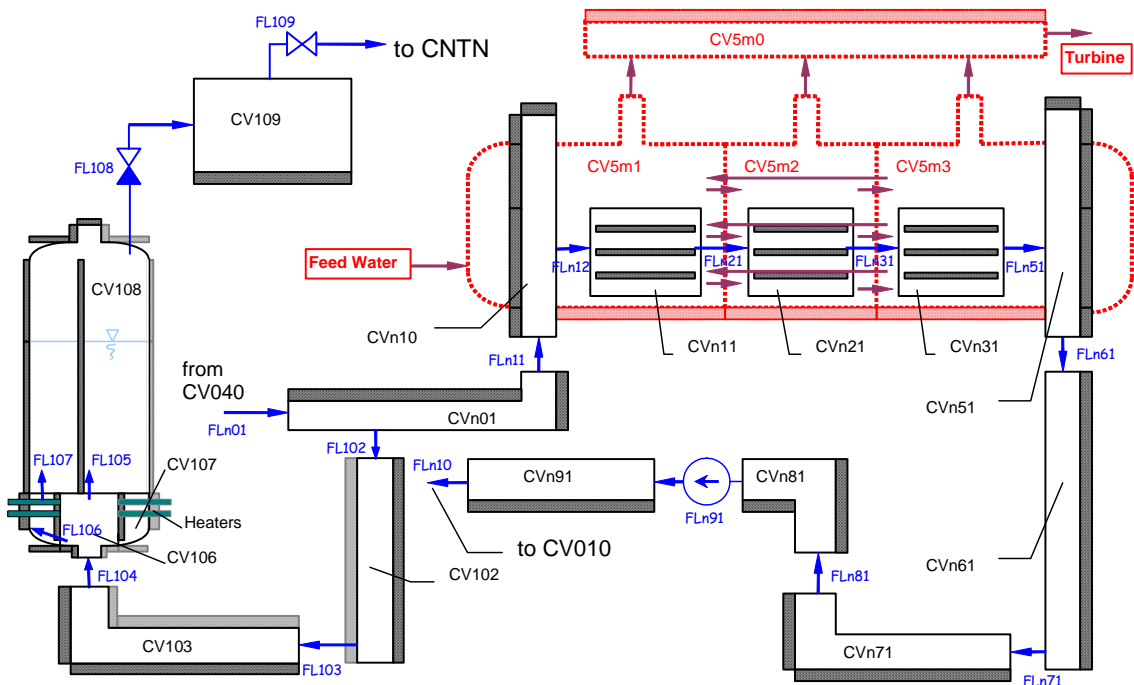 FL109
to CNTN
CV5m0
Turbine
CV109
FL108
CV5m1
CV5m2
CV5m3
Feed Water
FLn12
FLn21
FLn31
FLn51
CV108
CVn10
CVn11
CVn21
CVn31
FLn11
FLn61
from
CV040
FLn01
CVn01
CVn51
FL102
FL107
FL105
CV107
FLn10
CVn91
CVn81
FLn91
Heaters
FL106
CV106
to CV010
CV102
CVn61
FL104
FLn81
CV103
FL103
CVn71
FLn71